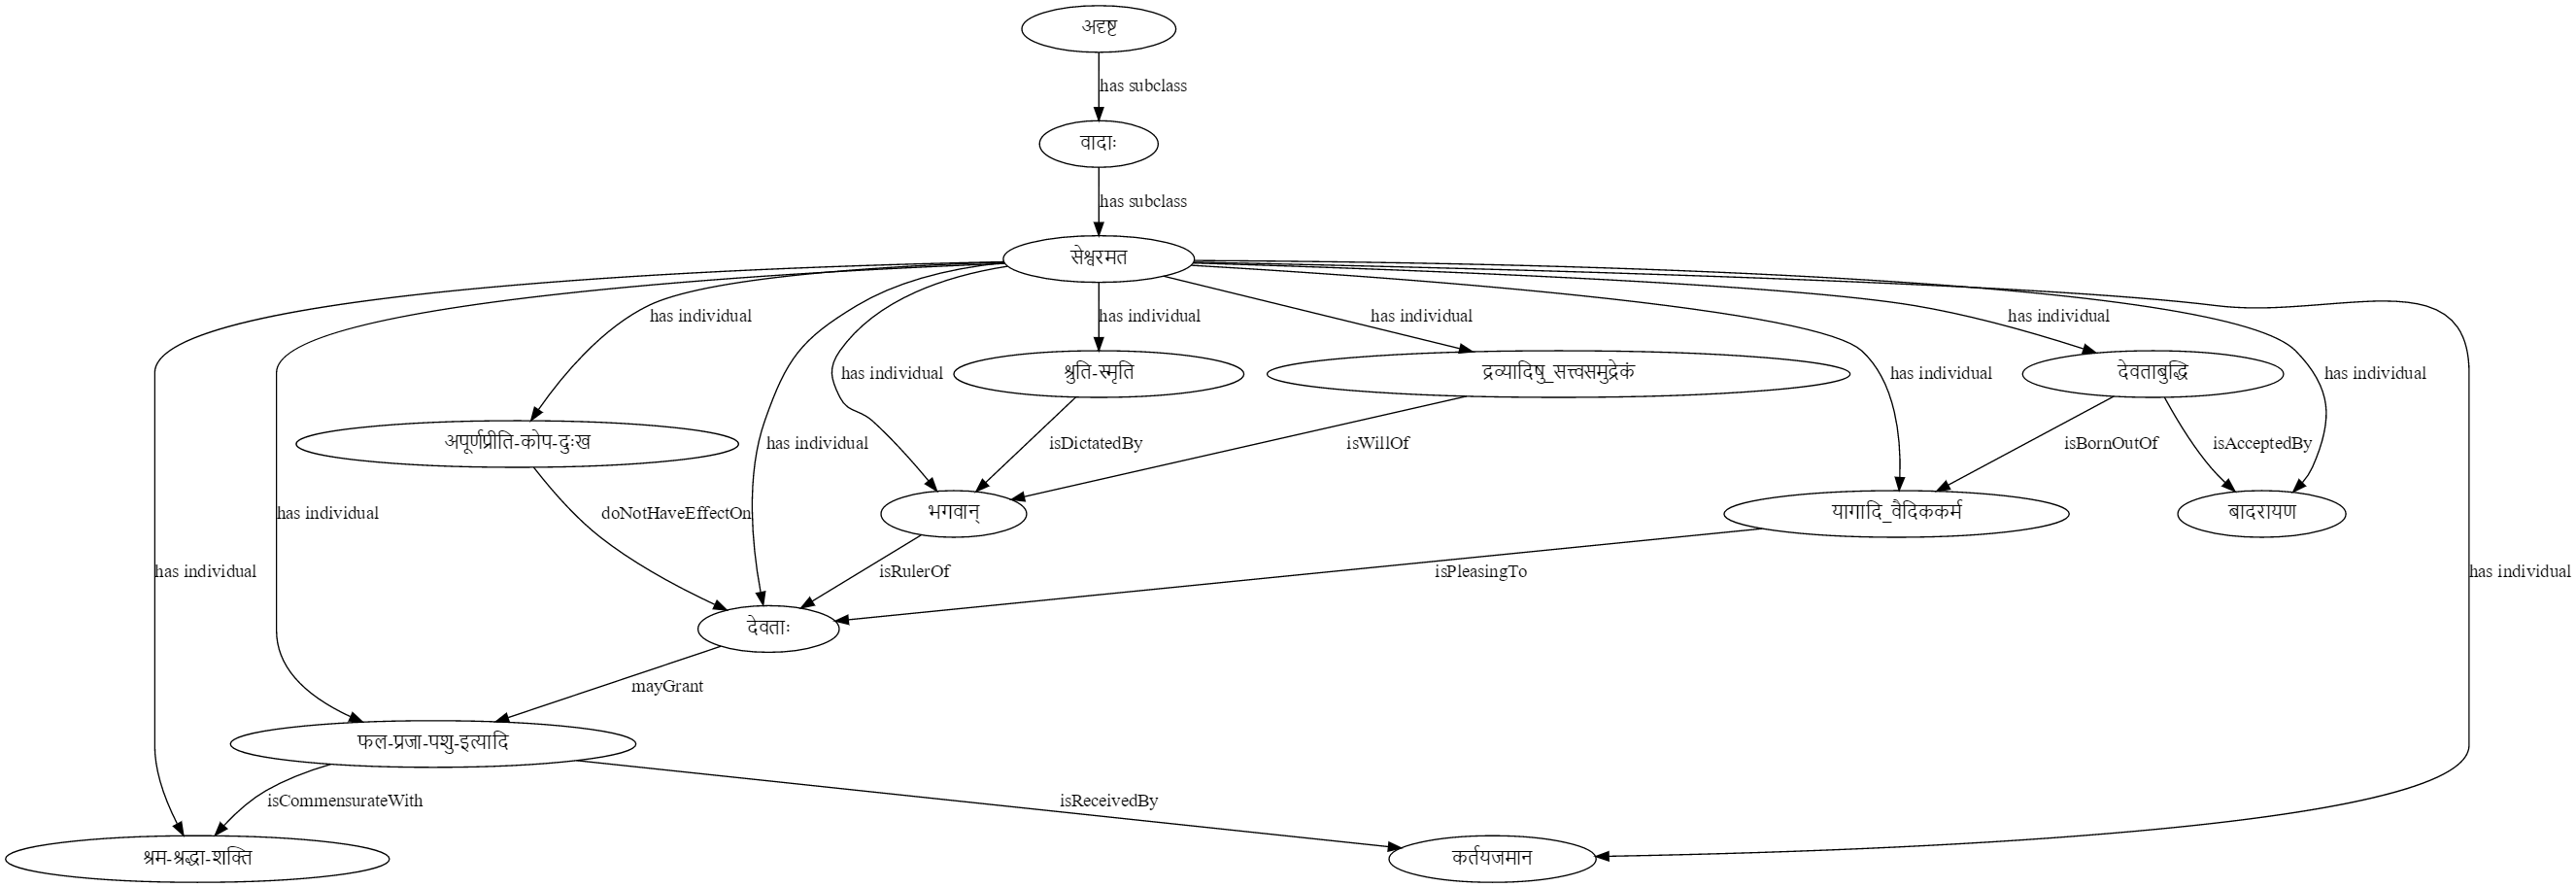 अदृष्ट
has subclass
वादाः
has subclass
सेश्वरमत
has individual
has individual
has individual
has individual
श्रुति-स्मृति
द्रव्यादिषु_सत्त्वसमुद्रेकं
देवताबुद्धि
has individual
has individual
has individual
अपूर्णप्रीति-कोप-दुःख
has individual
isDictatedBy
isWillOf
isBornOutOf
isAcceptedBy
has individual
doNotHaveEffectOn
भगवान्
यागादि_वैदिककर्म
बादरायण
has individual
isRulerOf
isPleasingTo
has individual
देवताः
mayGrant
फल-प्रजा-पशु-इत्यादि
isCommensurateWith
isReceivedBy
श्रम-श्रद्धा-शक्ति
कर्तयजमान